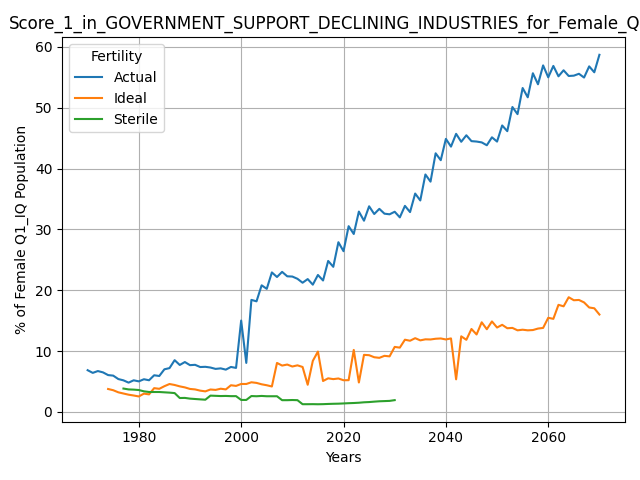 Score_1_in_GOVERNMENT_SUPPORT_DECLINING_INDUSTRIES_for_Female_Q
Fertility
Actual
Ideal
Sterile
% of Female Q1_IQ Population
60
50
40
30
20
10
0
1980 2000 2020 2040 2060
Years